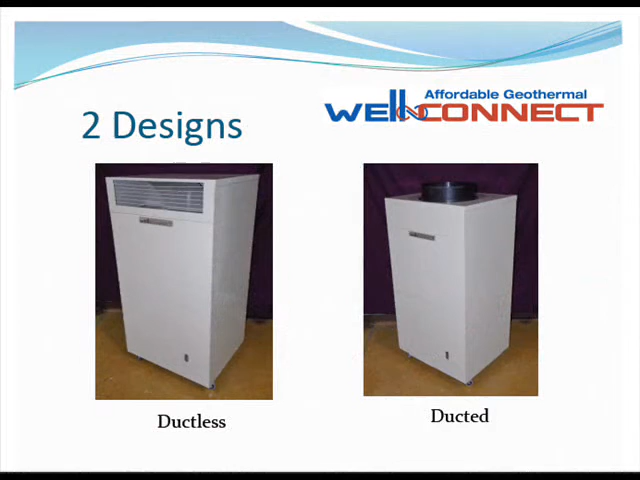 Affordable Geothermal
WELLCONNECT
2 Designs
Ductless
Ducted